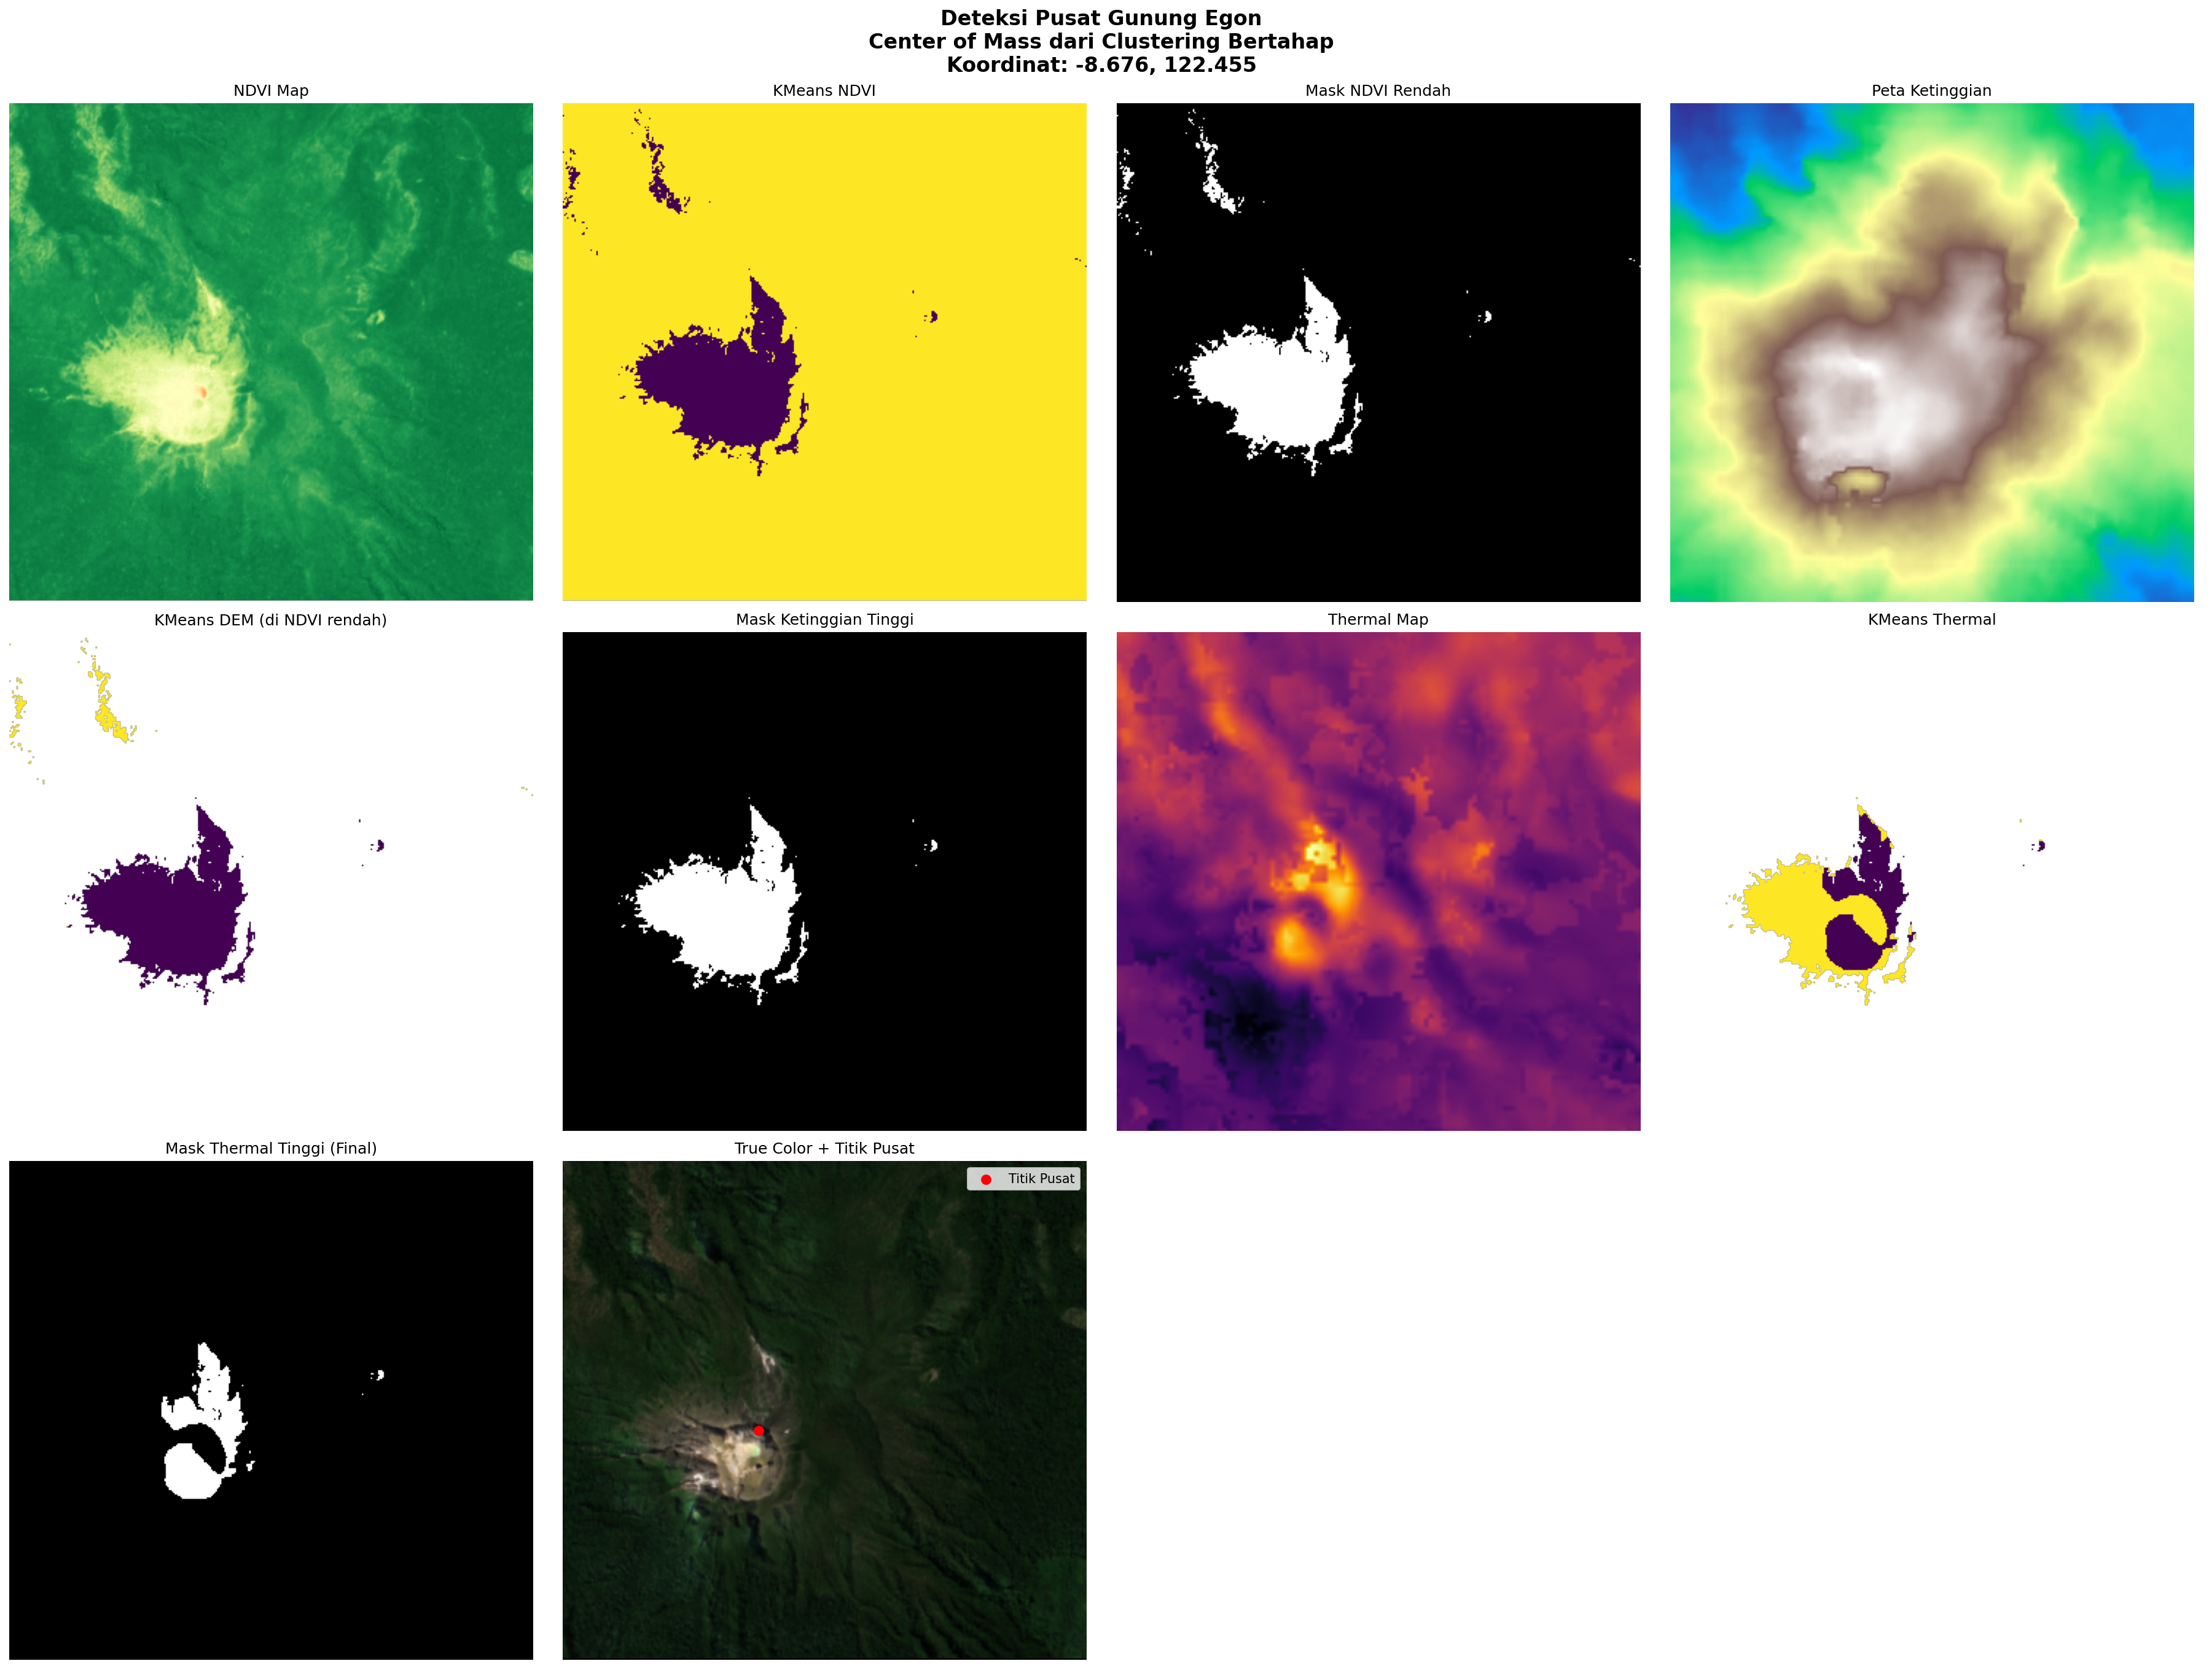 Deteksi Pusat Gunung Egon
Center of Mass dari Clustering Bertahap
Koordinat: -8.676, 122.455
NDVI Map
KMeans NDVI
Mask NDVI Rendah
Peta Ketinggian
KMeans DEM (di NDVI rendah)
Mask Ketinggian Tinggi
Thermal Map
KMeans Thermal
Mask Thermal Tinggi (Final)
True Color + Titik Pusat
Titik Pusat